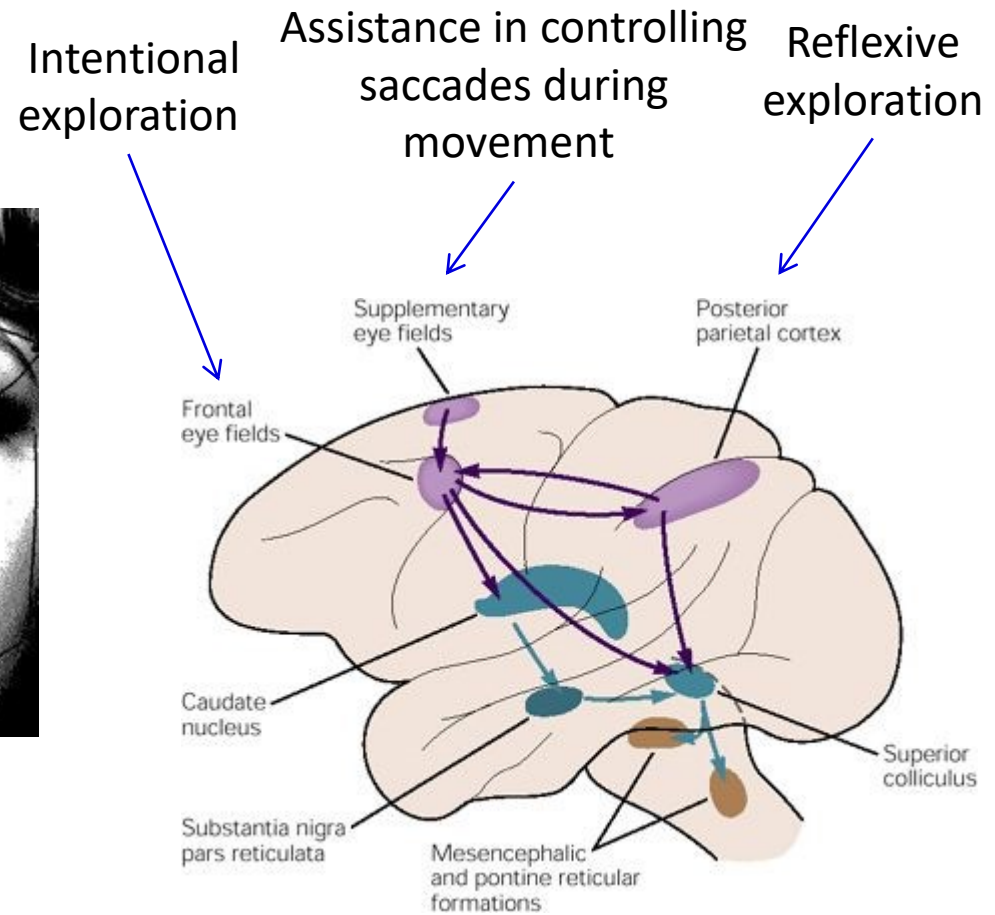 Intentional
exploration
Assistance in controlling
saccades during
movement
Reflexive
exploration
Supplementary
eye fields
Posterior
parietal cortex
Frontal
eye fields
Caudate
nucleus
Superior
colliculus
Substantia nigra
pars reticulata
Mesencephalic
and pontine reticular
formations